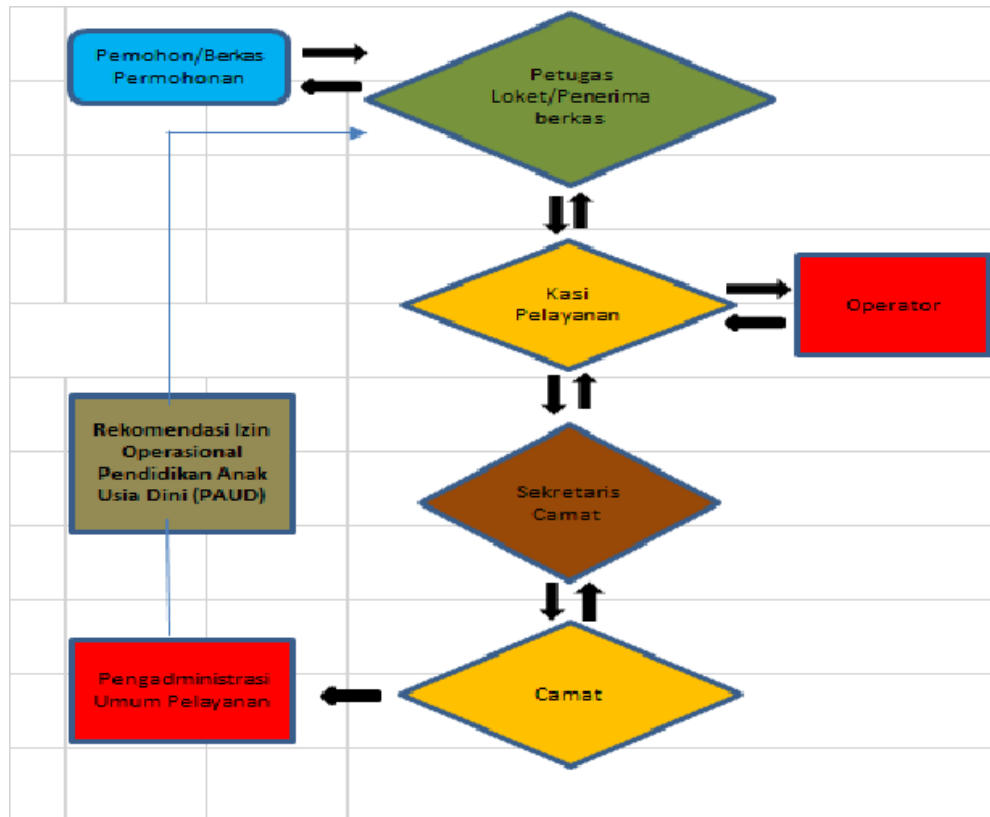 Pemohon/Berkas
Permohonan
Petugas
Loket/Penerima
berkas
Kasi
Pelayanan
Operator
Rekomendasi Izin
Operasional
Pendidikan Anak
Usia Dini (PAUD)
Sekretaris
Camat
Pengadministrasi
Umum Pelayanan
Camat